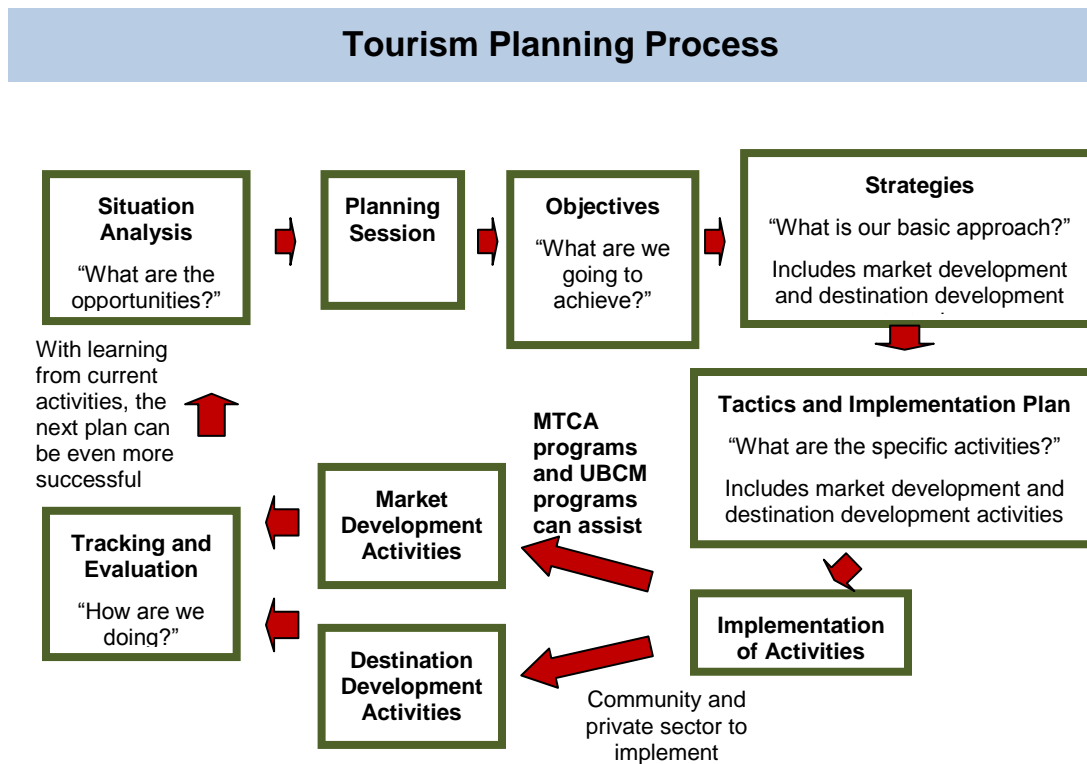 Tourism Planning Process
Situation
Analysis
“What are the
opportunities?”
Planning
Session
Objectives
“What are we
going to
achieve?”
Strategies
“What is our basic approach?”
Includes market development
and destination development
Tactics and Implementation Plan
“What are the specific activities?”
Includes market development and
destination development activities
Implementation
of Activities
MTCA
programs
and UBCM
programs
can assist
Community and
private sector to
implement
Market
Development
Activities
Destination
Development
Activities
Tracking and
Evaluation
“How are we
doing?”
With learning
from current
activities, the
next plan can
be even more
successful